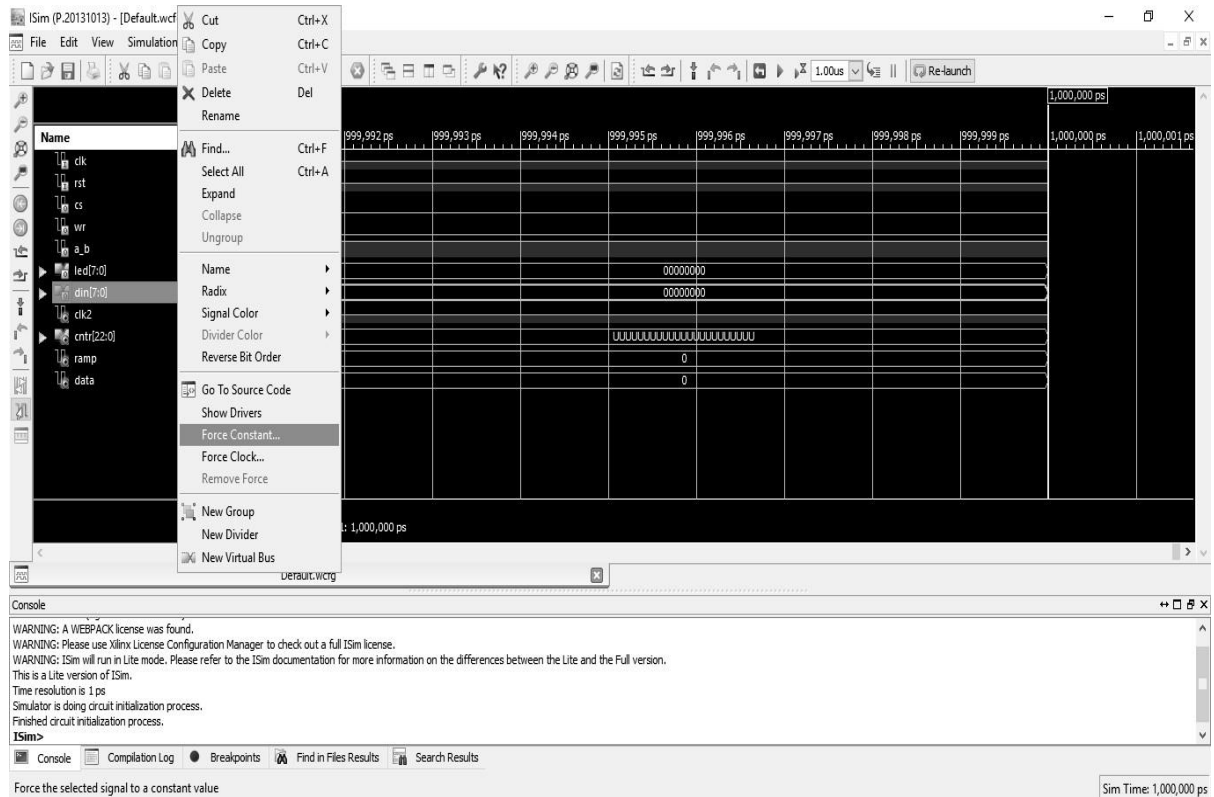 ISim (P.20131013) - [Default.wcf
File Edit View Simulation
1.00us Re-launch
Cut Ctrl+X
Copy Ctrl+C
Paste Ctrl+V
Delete Del
Rename
Find... Ctrl+F
Select All Ctrl+A
Expand
Collapse
Ungroup
Name
Radix
Signal Color
Divider Color
Reverse Bit Order
Go To Source Code
Show Drivers
Force Constant...
Force Clock...
Remove Force
New Group
New Divider
New Virtual Bus
1,000,000 ps
Name
999,992 ps 999,993 ps 999,994 ps 999,995 ps 999,996 ps 999,997 ps 999,998 ps 999,999 ps 1,000,000 ps 1,000,001 ps
clk
rst
cs
wr
a_b
led[7:0] 00000000
din[7:0] 00000000
clk2
cntr[22:0] UUUUUUUUUUUUUUUUUUUUUUU
ramp 0
data 0
1: 1,000,000 ps
Default.wcfg
Console
WARNING: A WEBPACK license was found.
WARNING: Please use Xilinx License Configuration Manager to check out a full ISim license.
WARNING: ISim will run in Lite mode. Please refer to the ISim documentation for more information on the differences between the Lite and the Full version.
This is a Lite version of ISim.
Time resolution is 1 ps
Simulator is doing circuit initialization process.
Finished circuit initialization process.
ISim>
Console Compilation Log Breakpoints Find in Files Results Search Results
Force the selected signal to a constant value Sim Time: 1,000,000 ps